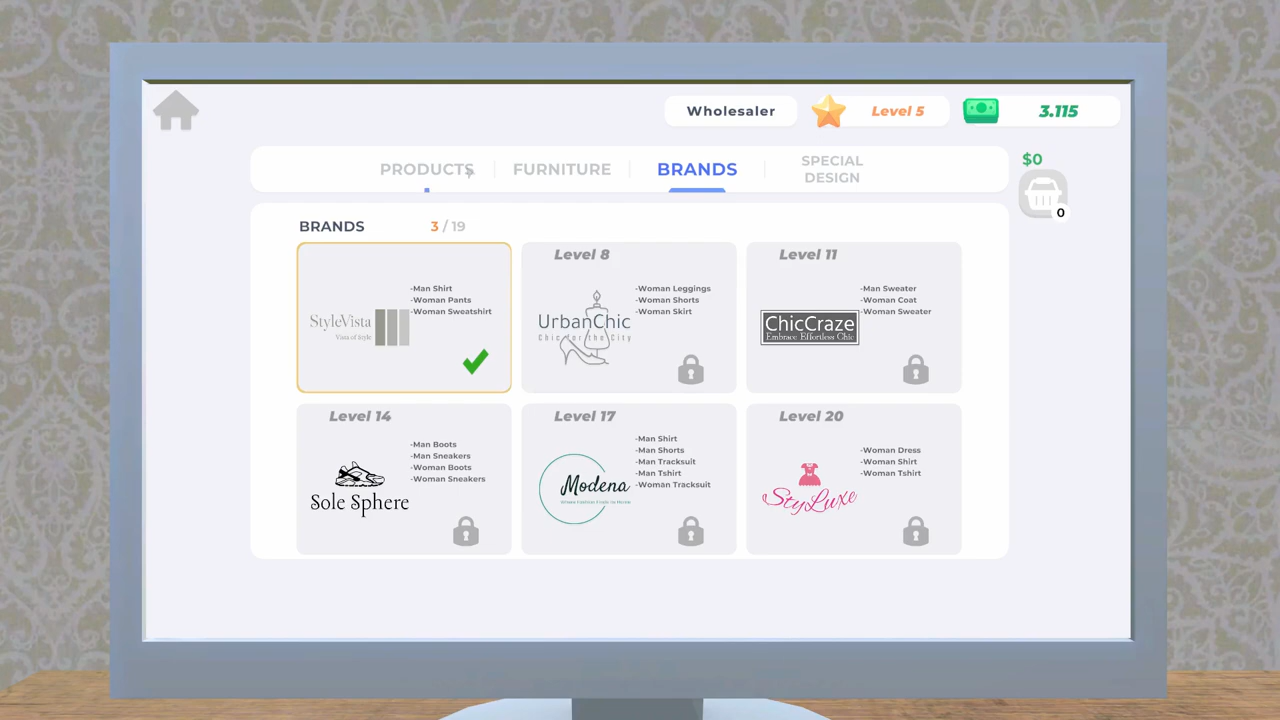 Wholesaler
Level 5
3.115
PRODUCTS
FURNITURE
BRANDS
SPECIAL
DESIGN
$0
0
BRANDS
3 / 19
-Man Shirt
-Woman Pants
-Woman Sweatshirt
StyleVista
Vista of Style
Level 8
-Woman Leggings
-Woman Shorts
-Woman Skirt
UrbanChic
Chic for the City
Level 11
-Man Sweater
-Woman Coat
-Woman Sweater
ChicCraze
Embrace Effortless Chic
Level 14
-Man Boots
-Man Sneakers
-Woman Boots
-Woman Sneakers
Sole Sphere
Level 17
-Man Shirt
-Man Shorts
-Man Tracksuit
-Man Tshirt
-Woman Tracksuit
Modena
Level 20
-Woman Dress
-Woman Shirt
-Woman Tshirt
StyLuxe